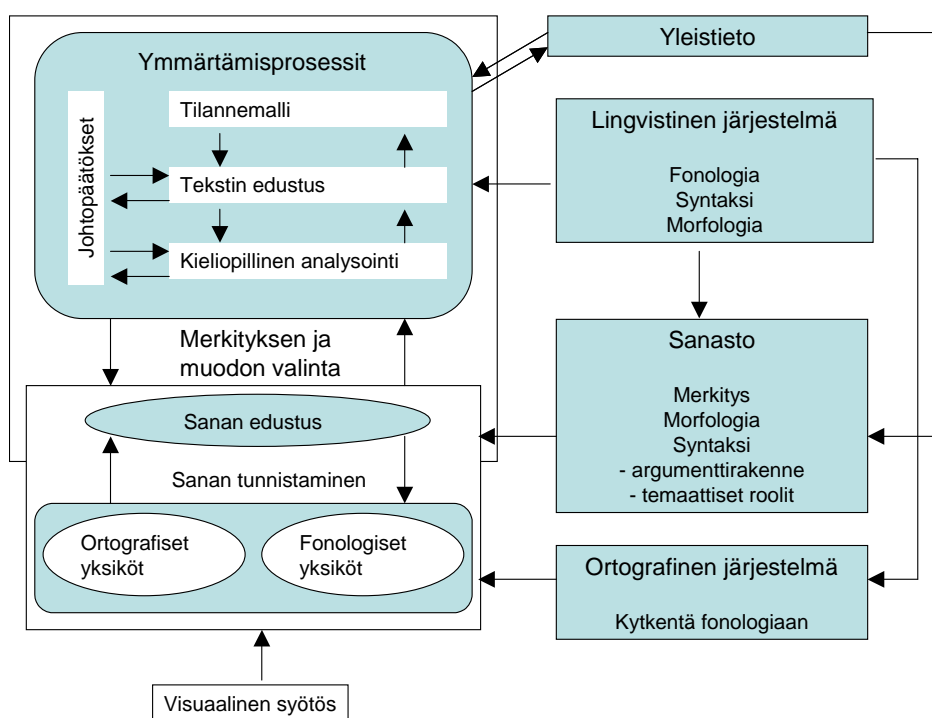 Ymmärtämisprosessit
Johtopäätökset
Tilannemalli
Tekstin edustus
Kieliopillinen analysointi
Merkityksen ja
muodon valinta
Sanan edustus
Sanan tunnistaminen
Ortografiset
yksiköt
Fonologiset
yksiköt
Visuaalinen syötös
Yleistieto
Lingvistinen järjestelmä
Fonologia
Syntaksi
Morfologia
Sanasto
Merkitys
Morfologia
Syntaksi
- argumenttirakenne
- temaattiset roolit
Ortografinen järjestelmä
Kytkentä fonologiaan